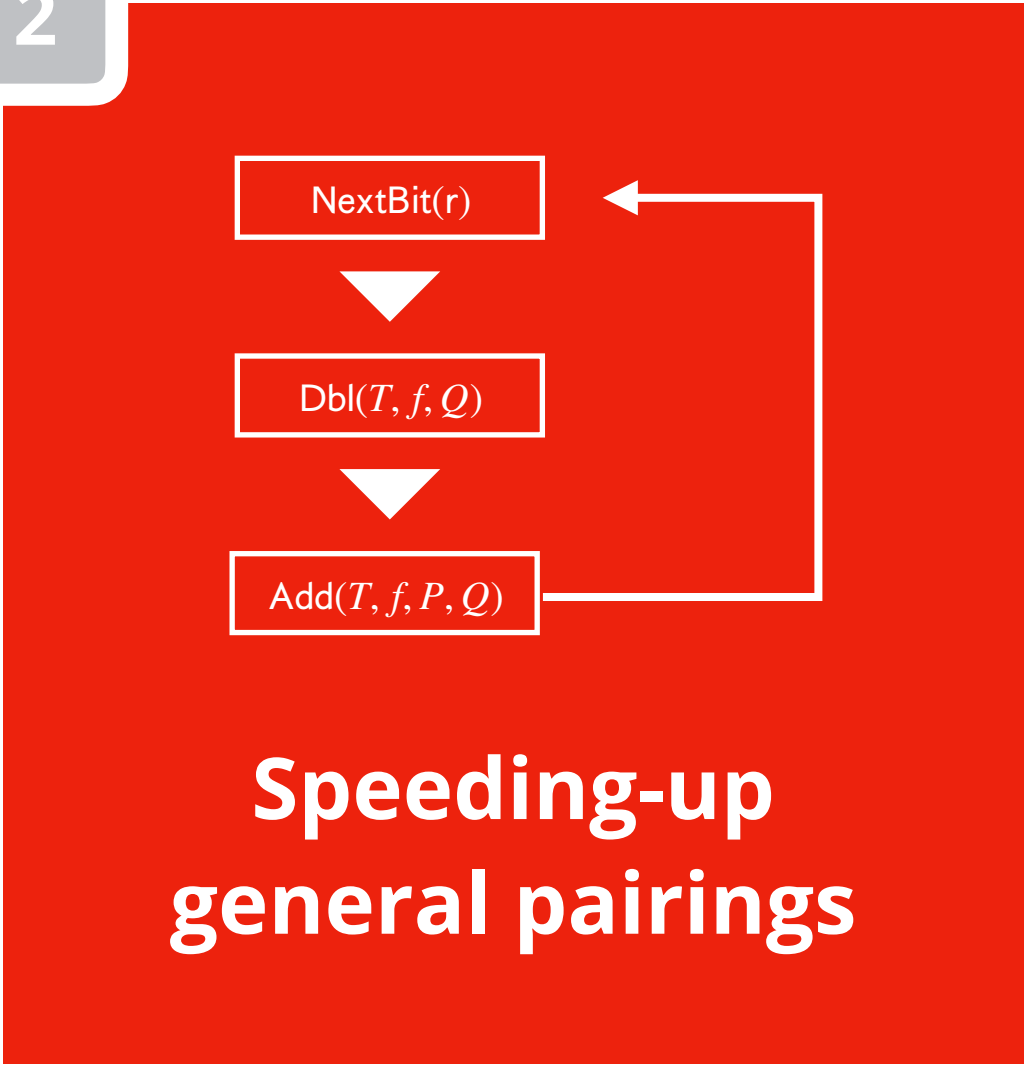 2
NextBit(r)
Dbl(T, f, Q)
Add(T, f, P, Q)
Speeding-up
general pairings